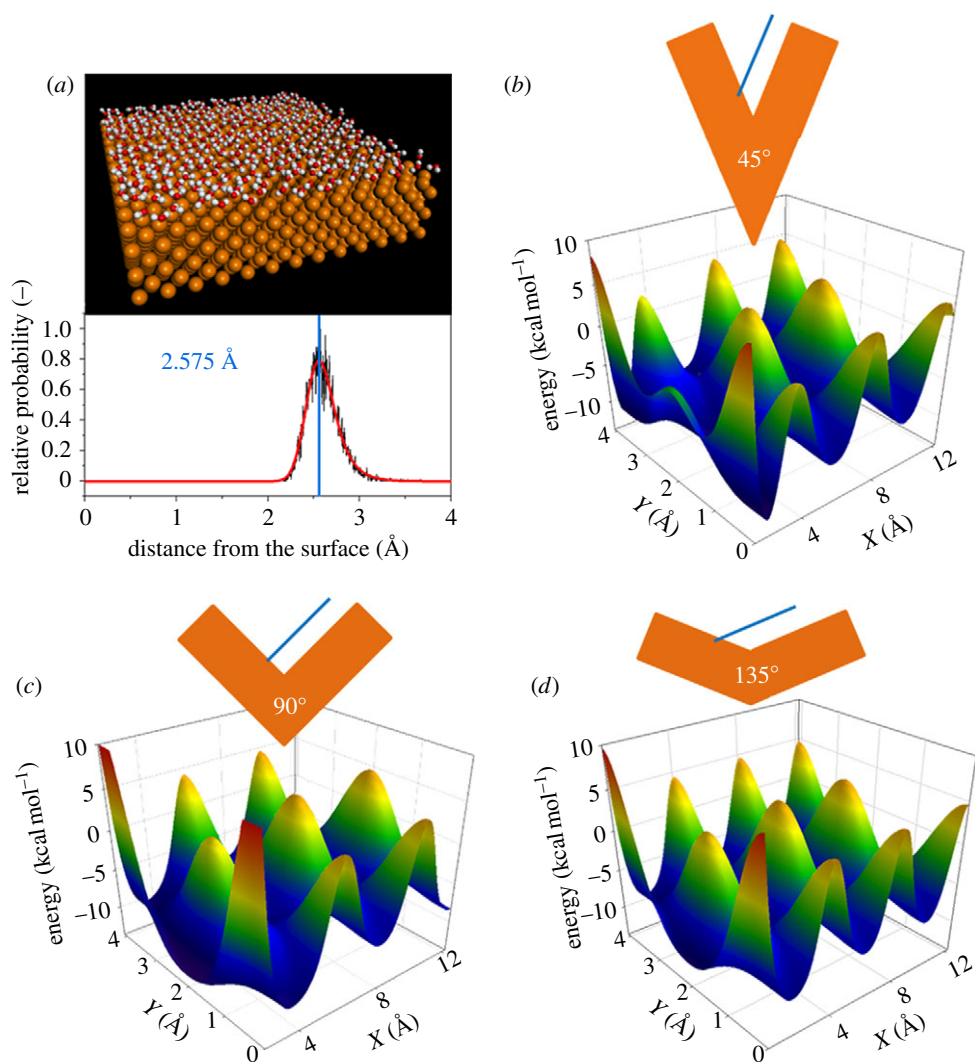 (a)
2.575 Å
relative probability (–)
1.0
0.8
0.6
0.4
0.2
0
0 1 2 3 4
distance from the surface (Å)
(b)
45°
energy (kcal mol⁻¹)
10
5
0
−5
−10
4
3
2
1
0
Y (Å)
4
8
12
X (Å)
(c)
90°
energy (kcal mol⁻¹)
10
5
0
−5
−10
4
3
2
1
0
Y (Å)
4
8
12
X (Å)
(d)
135°
energy (kcal mol⁻¹)
10
5
0
−5
−10
4
3
2
1
0
Y (Å)
4
8
12
X (Å)